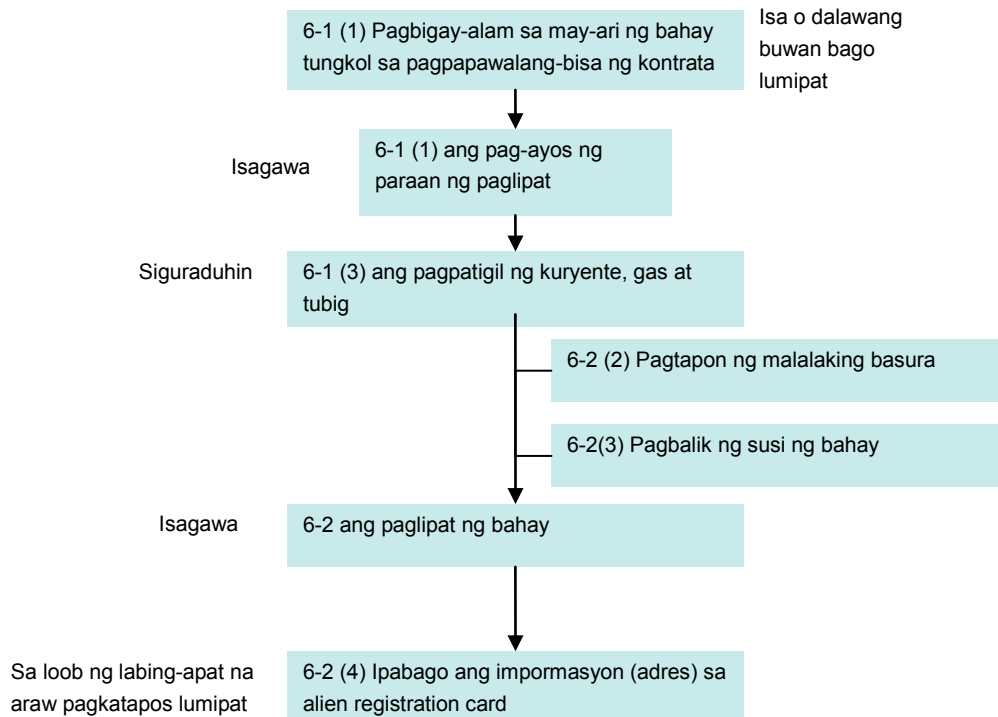 6-1 (1) Pagbigay-alam sa may-ari ng bahay
tungkol sa pagpapawalang-bisa ng kontrata
Isa o dalawang
buwan bago
lumipat
Isagawa
6-1 (1) ang pag-ayos ng
paraan ng paglipat
Siguraduhin
6-1 (3) ang pagpatigil ng kuryente, gas at
tubig
6-2 (2) Pagtapon ng malalaking basura
6-2(3) Pagbalik ng susi ng bahay
Isagawa
6-2 ang paglipat ng bahay
Sa loob ng labing-apat na
araw pagkatapos lumipat
6-2 (4) Ipabago ang impormasyon (adres) sa
alien registration card